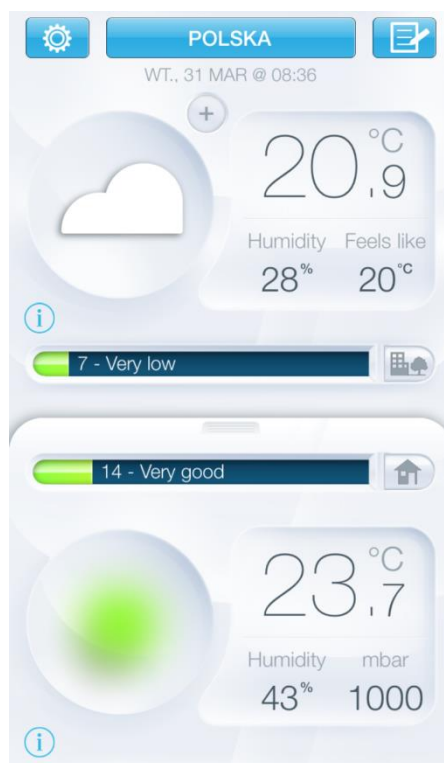 POLSKA
WT., 31 MAR @ 08:36
+
20.9 °C
Humidity Feels like
28% 20°C
i
7 - Very low
14 - Very good
23.7 °C
Humidity mbar
43% 1000
i